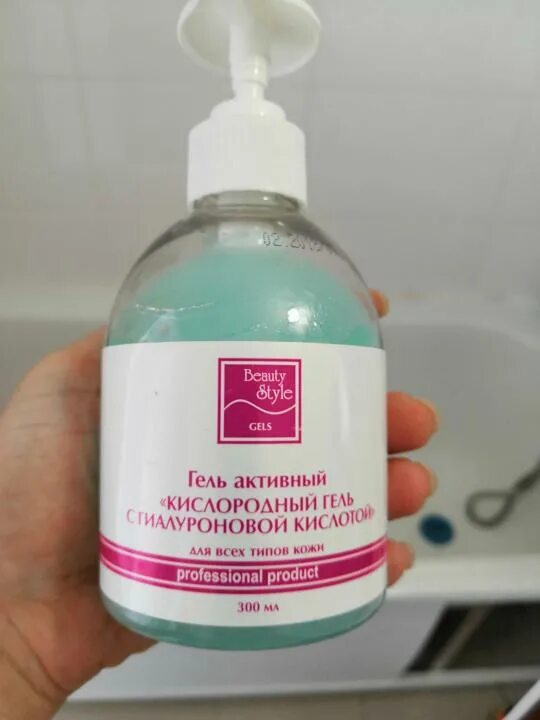 Beauty
Style
GELS
Гель активный
«КИСЛОРОДНЫЙ ГЕЛЬ
С ГИАЛУРОНОВОЙ КИСЛОТОЙ»
для всех типов кожи
professional product
300 мл